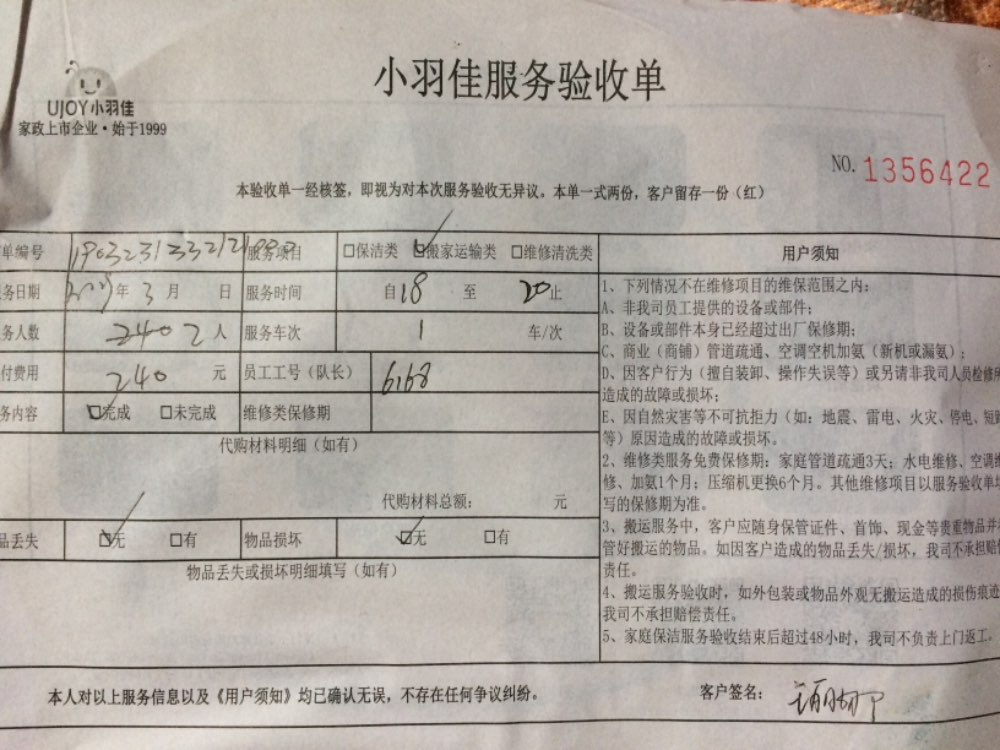 小羽佳服务验收单
UJOY小羽佳
家政上市企业·始于1999
NO. 1356422
本验收单一经核签，即视为对本次服务验收无异议。本单一式两份，客户留存一份（红）
单编号 服务项目 □保洁类 ☑搬家运输类 □维修清洗类 用户须知
务日期 年 3 月 日 服务时间 自 18 至 20 止
务人数 2 人 服务车次 1 车/次
付费用 240 元 员工工号（队长） 6168
务内容 ☑完成 □未完成 维修类保修期
代购材料明细（如有）
代购材料总额： 元
品丢失 ☑无 □有 物品损坏 ☑无 □有
物品丢失或损坏明细填写（如有）
1、下列情况不在维修项目的维保范围之内：
A、非我司员工提供的设备或部件；
B、设备或部件本身已经超过出厂保修期；
C、商业（商铺）管道疏通、空调空机加氨（新机或漏氨）；
D、因客户行为（擅自装卸、操作失误等）或另请非我司人员检修所
造成的故障或损坏；
E、因自然灾害等不可抗拒力（如：地震、雷电、火灾、停电、短路
等）原因造成的故障或损坏。
2、维修类服务免费保修期：家庭管道疏通3天；水电维修、空调维
修、加氨1个月；压缩机更换6个月。其他维修项目以服务验收单填
写的保修期为准。
3、搬运服务中，客户应随身保管证件、首饰、现金等贵重物品并
管好搬运的物品。如因客户造成的物品丢失/损坏，我司不承担赔偿
责任。
4、搬运服务验收时，如外包装或物品外观无搬运造成的损伤痕迹
我司不承担赔偿责任。
5、家庭保洁服务验收结束后超过48小时，我司不负责上门返工。
本人对以上服务信息以及《用户须知》均已确认无误，不存在任何争议纠纷。 客户签名：